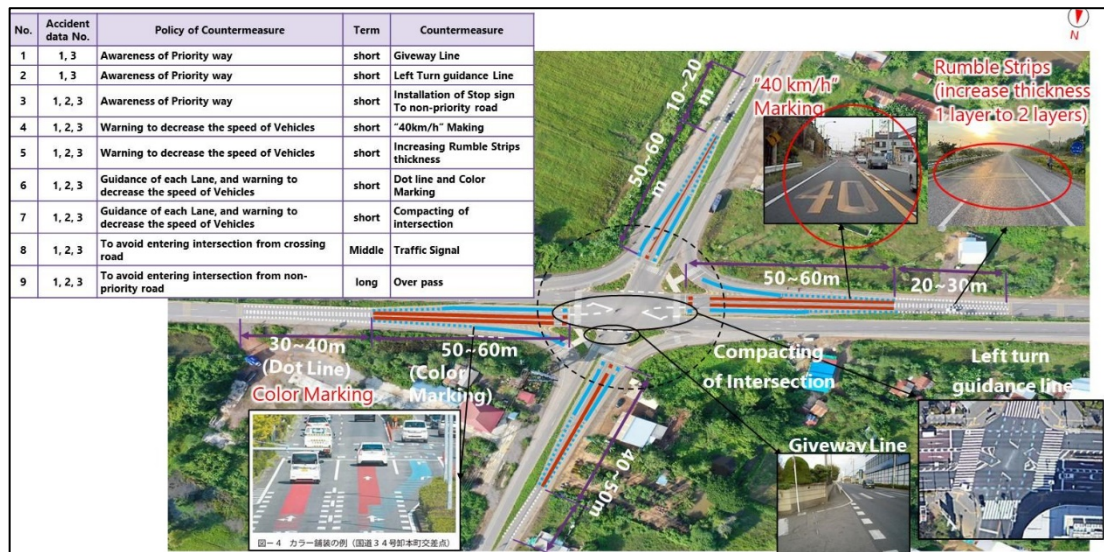 No. Accident data No. Policy of Countermeasure Term Countermeasure
1 1, 3 Awareness of Priority way short Giveway Line
2 1, 3 Awareness of Priority way short Left Turn guidance Line
3 1, 2, 3 Awareness of Priority way short Installation of Stop sign To non-priority road
4 1, 2, 3 Warning to decrease the speed of Vehicles short "40km/h" Making
5 1, 2, 3 Warning to decrease the speed of Vehicles short Increasing Rumble Strips thickness
6 1, 2, 3 Guidance of each Lane, and warning to decrease the speed of Vehicles short Dot line and Color Marking
7 1, 2, 3 Guidance of each Lane, and warning to decrease the speed of Vehicles short Compacting of intersection
8 1, 2, 3 To avoid entering intersection from crossing road Middle Traffic Signal
9 1, 2, 3 To avoid entering intersection from non-priority road long Over pass
N
10~20
m
50~60
m
"40 km/h"
Marking
40
Rumble Strips
(increase thickness
1 layer to 2 layers)
50~60m
20~30m
30~40m
(Dot Line)
50~60m
(Color
Marking)
Color Marking
Compacting
of Intersection
Left turn
guidance line
Giveway Line
40~50m
図－4 カラー舗装の例（国道34号卸本町交差点）